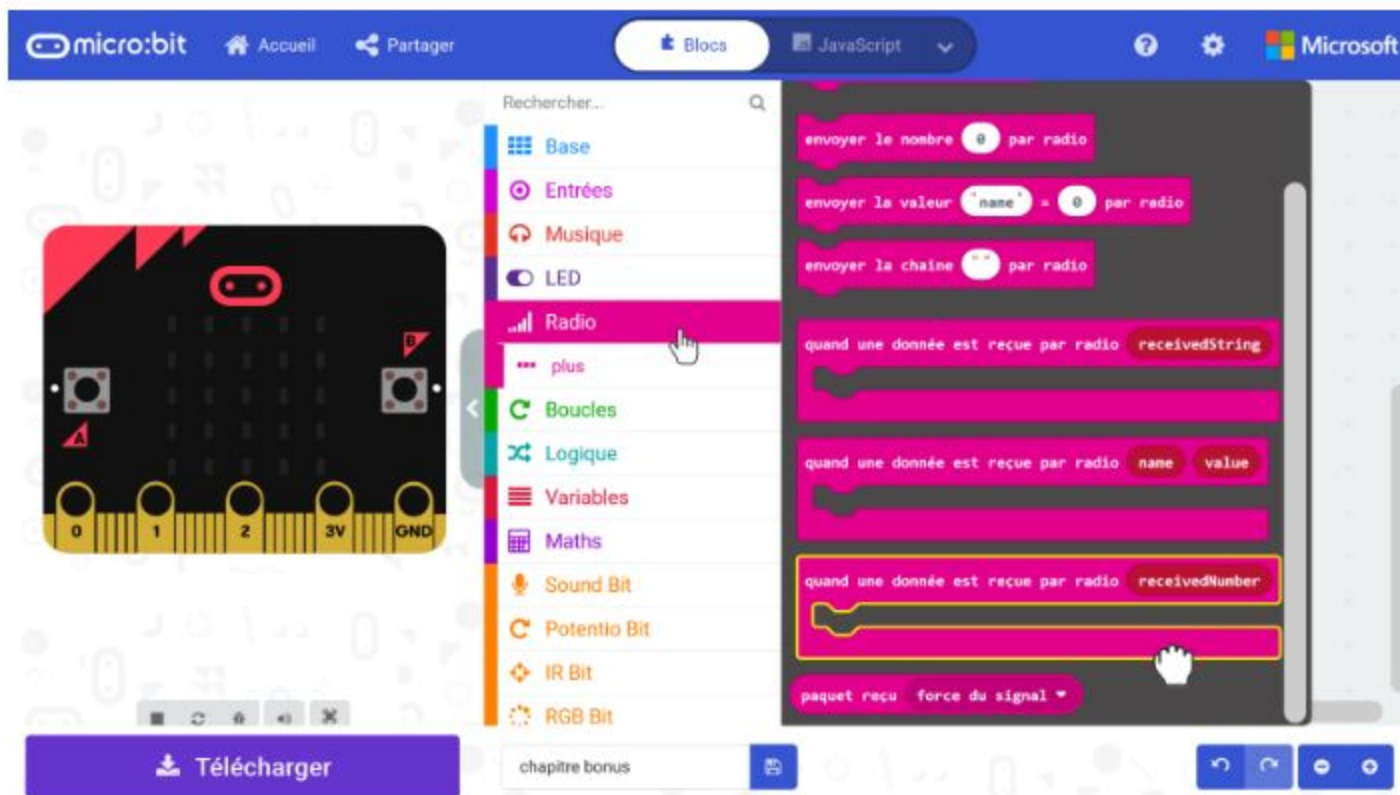 micro:bit Accueil Partager Blocs JavaScript ? Microsoft
Rechercher...
Base
Entrées
Musique
LED
Radio
plus
Boucles
Logique
Variables
Maths
Sound Bit
Potentio Bit
IR Bit
RGB Bit
envoyer le nombre 0 par radio
envoyer la valeur "name" = 0 par radio
envoyer la chaine "" par radio
quand une donnée est reçue par radio receivedString
quand une donnée est reçue par radio name value
quand une donnée est reçue par radio receivedNumber
paquet reçu force du signal
B
A
0 1 2 3V GND
Télécharger
chapitre bonus